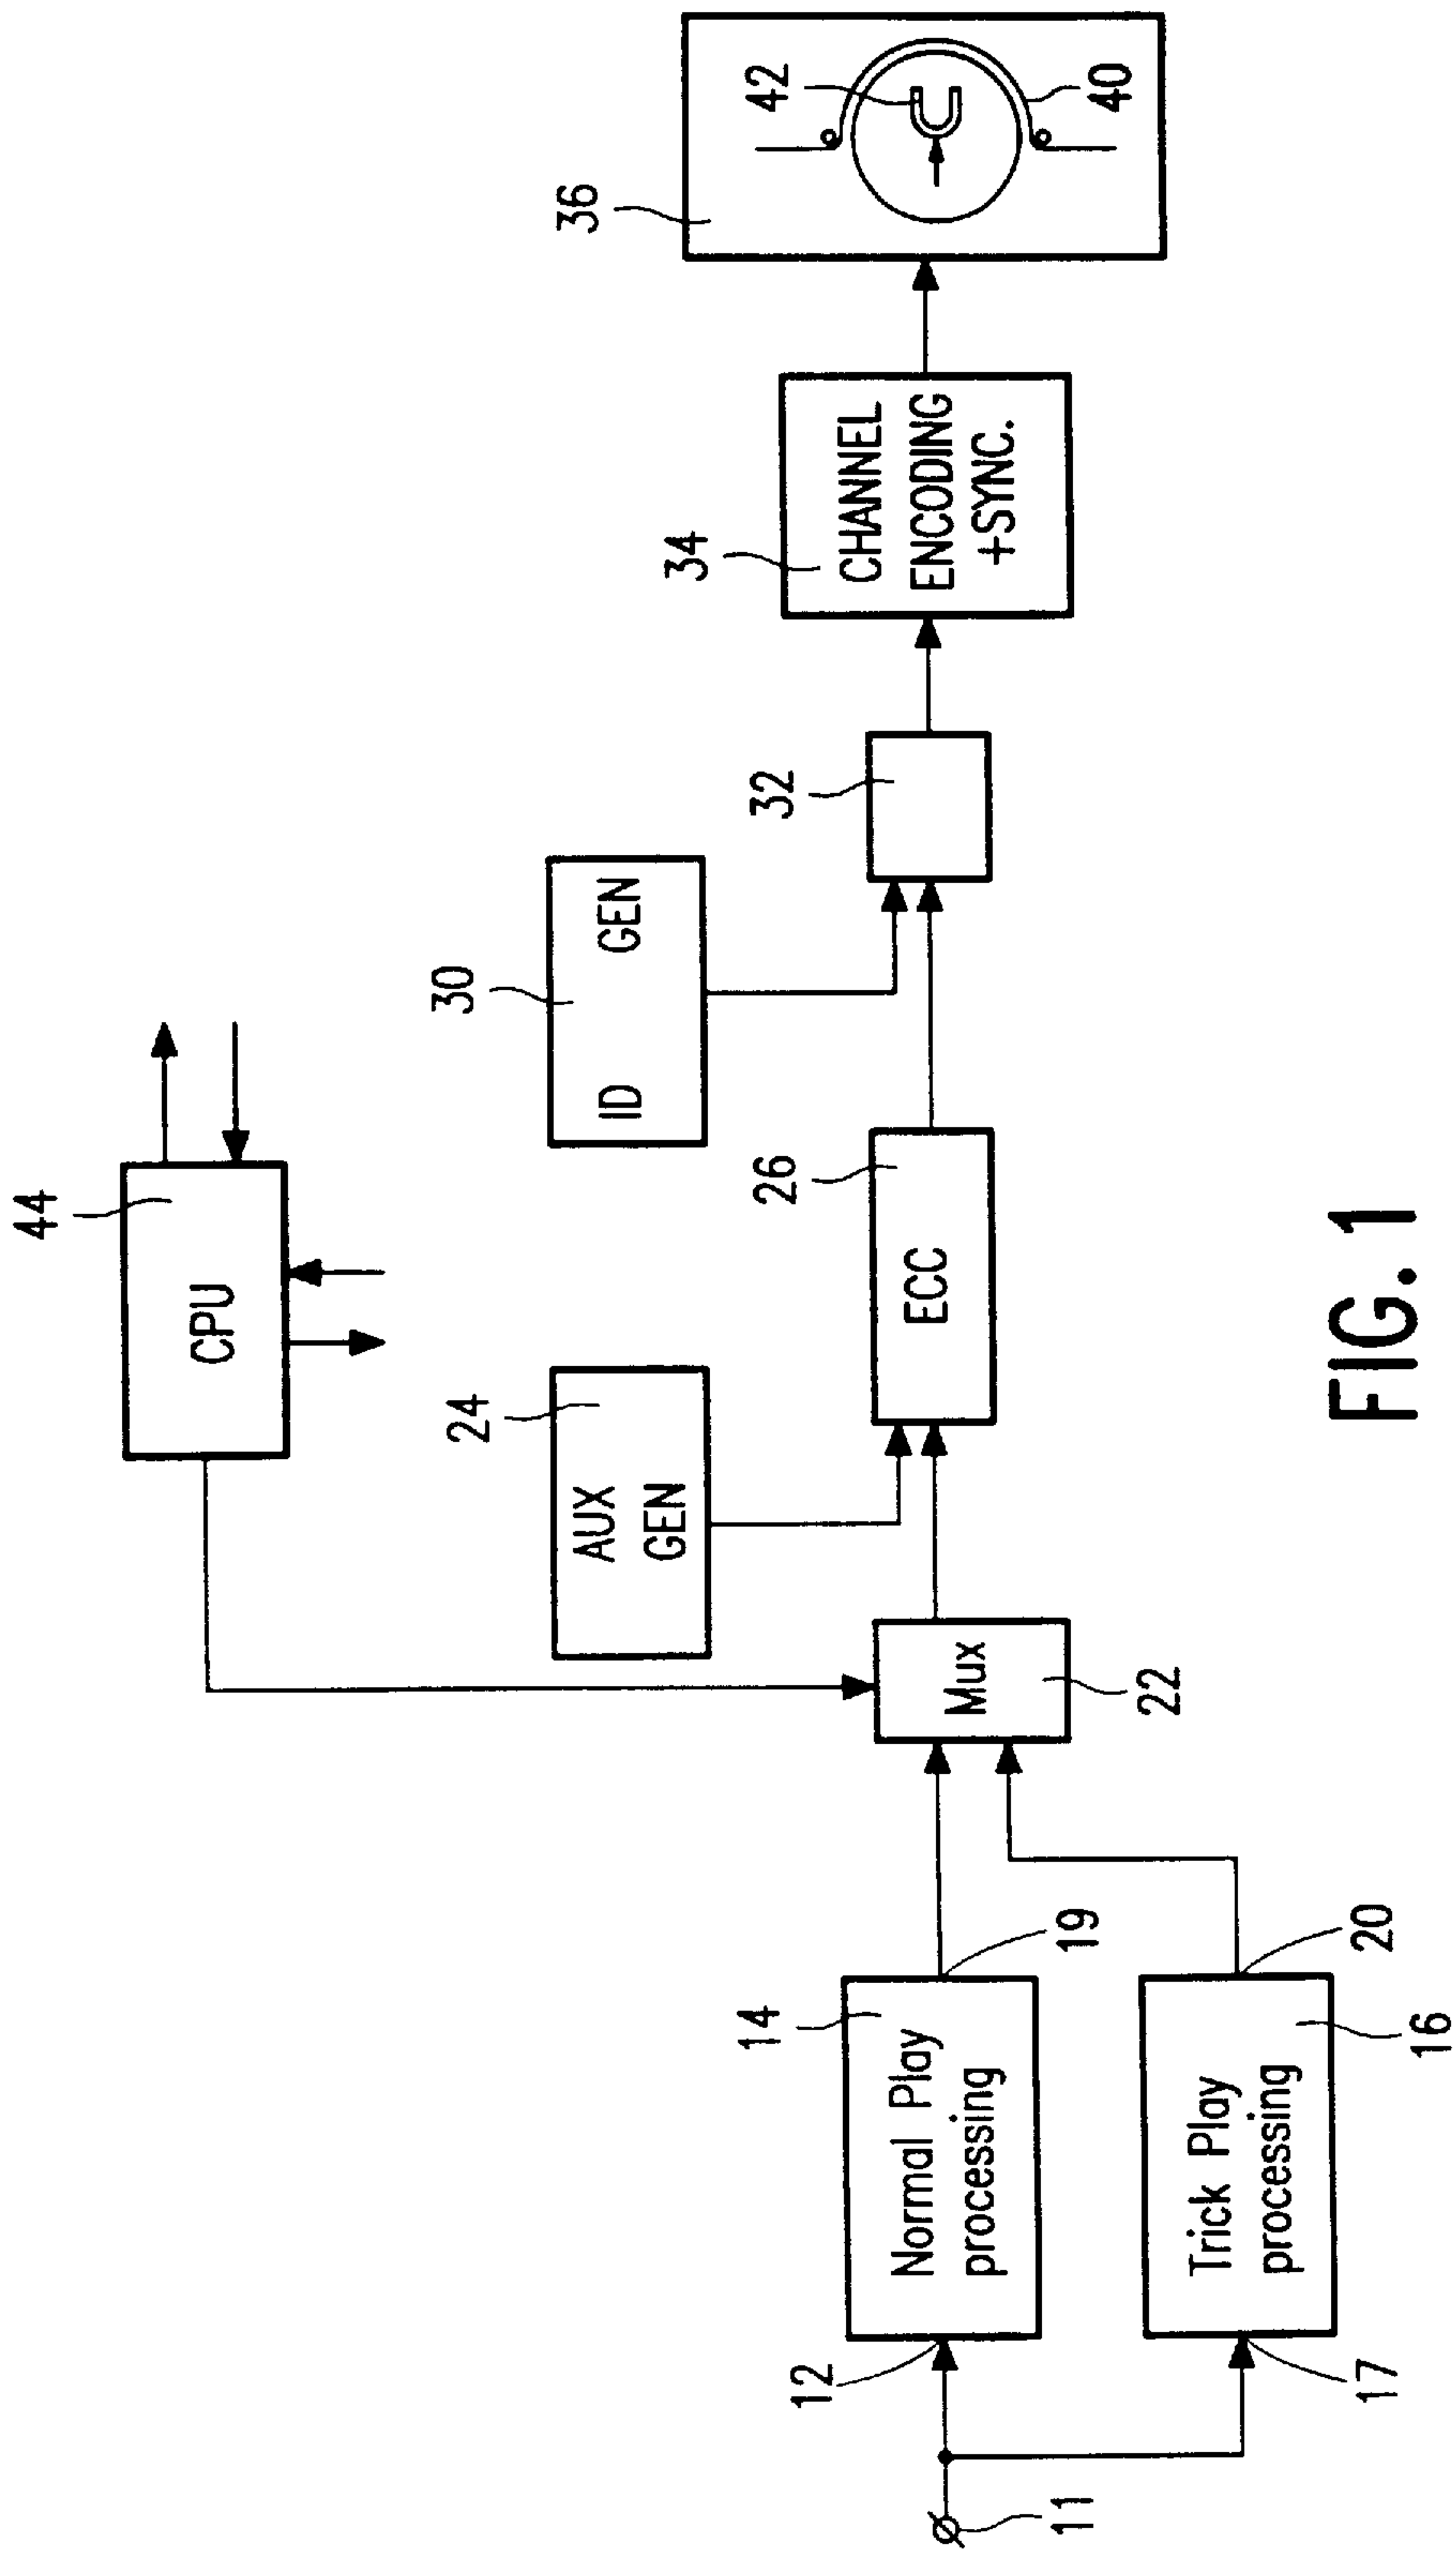 44
CPU
36
42
40
30
ID GEN
34
CHANNEL
ENCODING
+SYNC.
24
AUX
GEN
32
26
ECC
Mux
22
14
Normal Play
processing
12
19
11
Trick Play
processing
20
17
16
FIG. 1